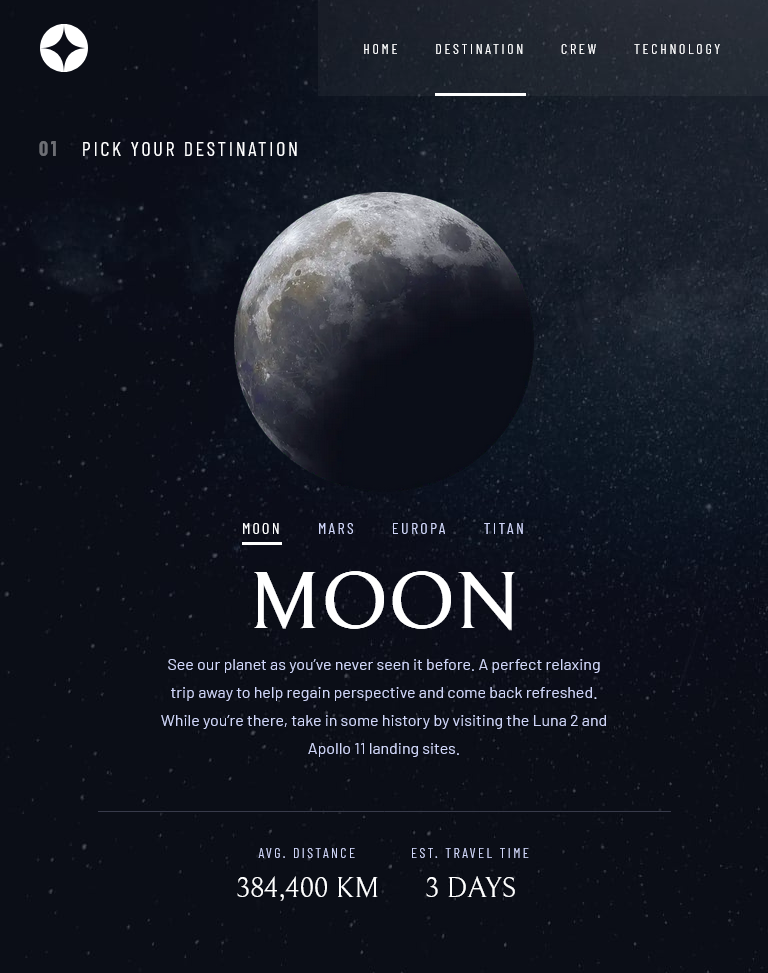 HOME DESTINATION CREW TECHNOLOGY
01 PICK YOUR DESTINATION
MOON MARS EUROPA TITAN
MOON
See our planet as you’ve never seen it before. A perfect relaxing
trip away to help regain perspective and come back refreshed.
While you’re there, take in some history by visiting the Luna 2 and
Apollo 11 landing sites.
AVG. DISTANCE EST. TRAVEL TIME
384,400 KM 3 DAYS